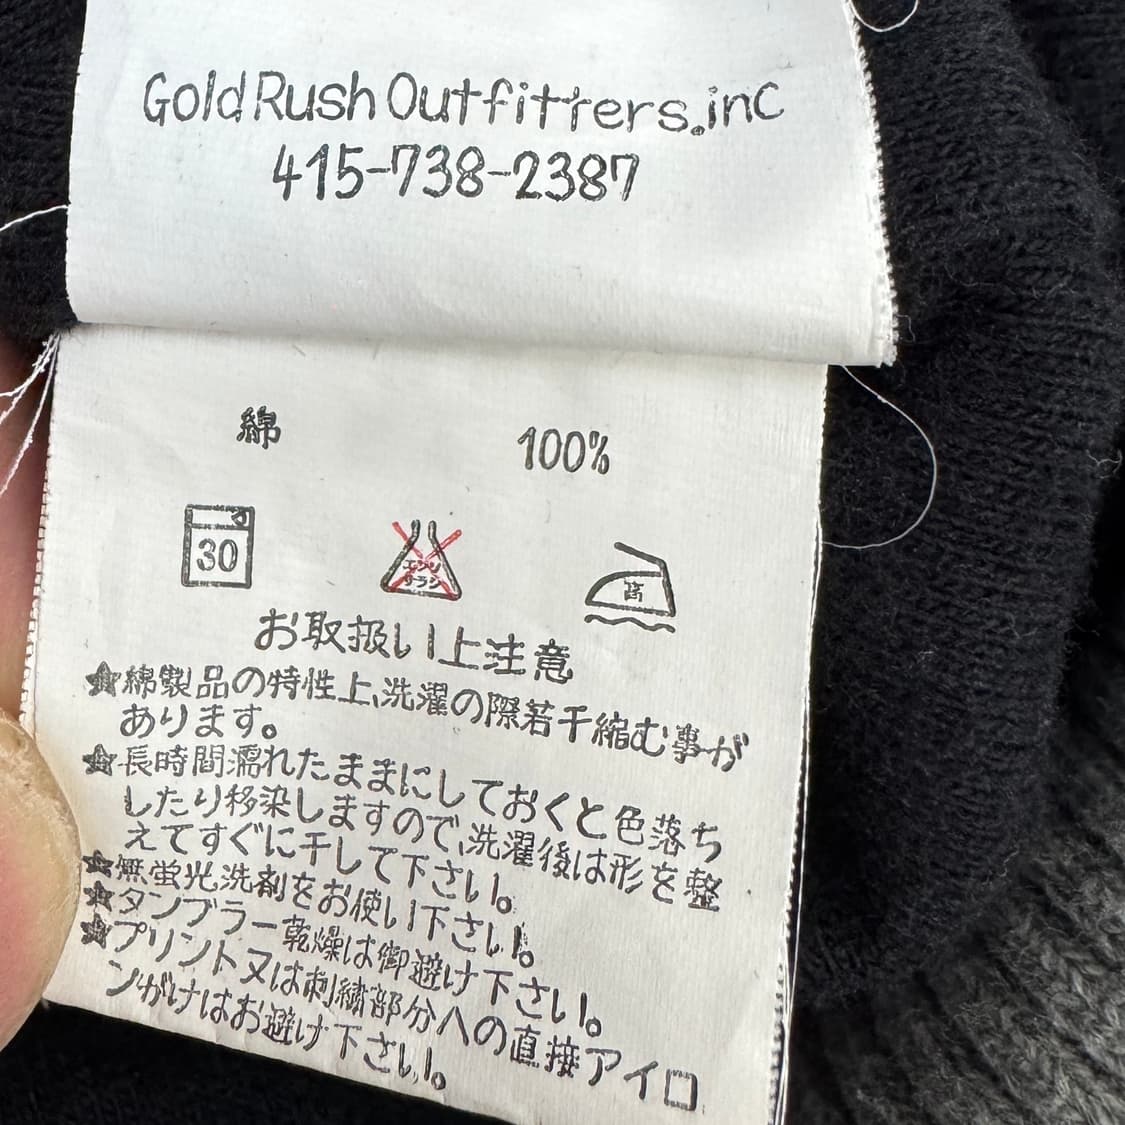 Gold Rush Outfitters.inc
415-738-2387
綿 100%
30
エンソ
サラシ
高
お取扱い上注意
★綿製品の特性上、洗濯の際若干縮む事が
あります。
★長時間濡れたままにしておくと色落ち
したり移染しますので、洗濯後は形を整
えてすぐに干して下さい。
★無蛍光洗剤をお使い下さい。
★タンブラー乾燥は御避け下さい。
★プリント又は刺繍部分への直接アイロ
ンがけはお避け下さい。